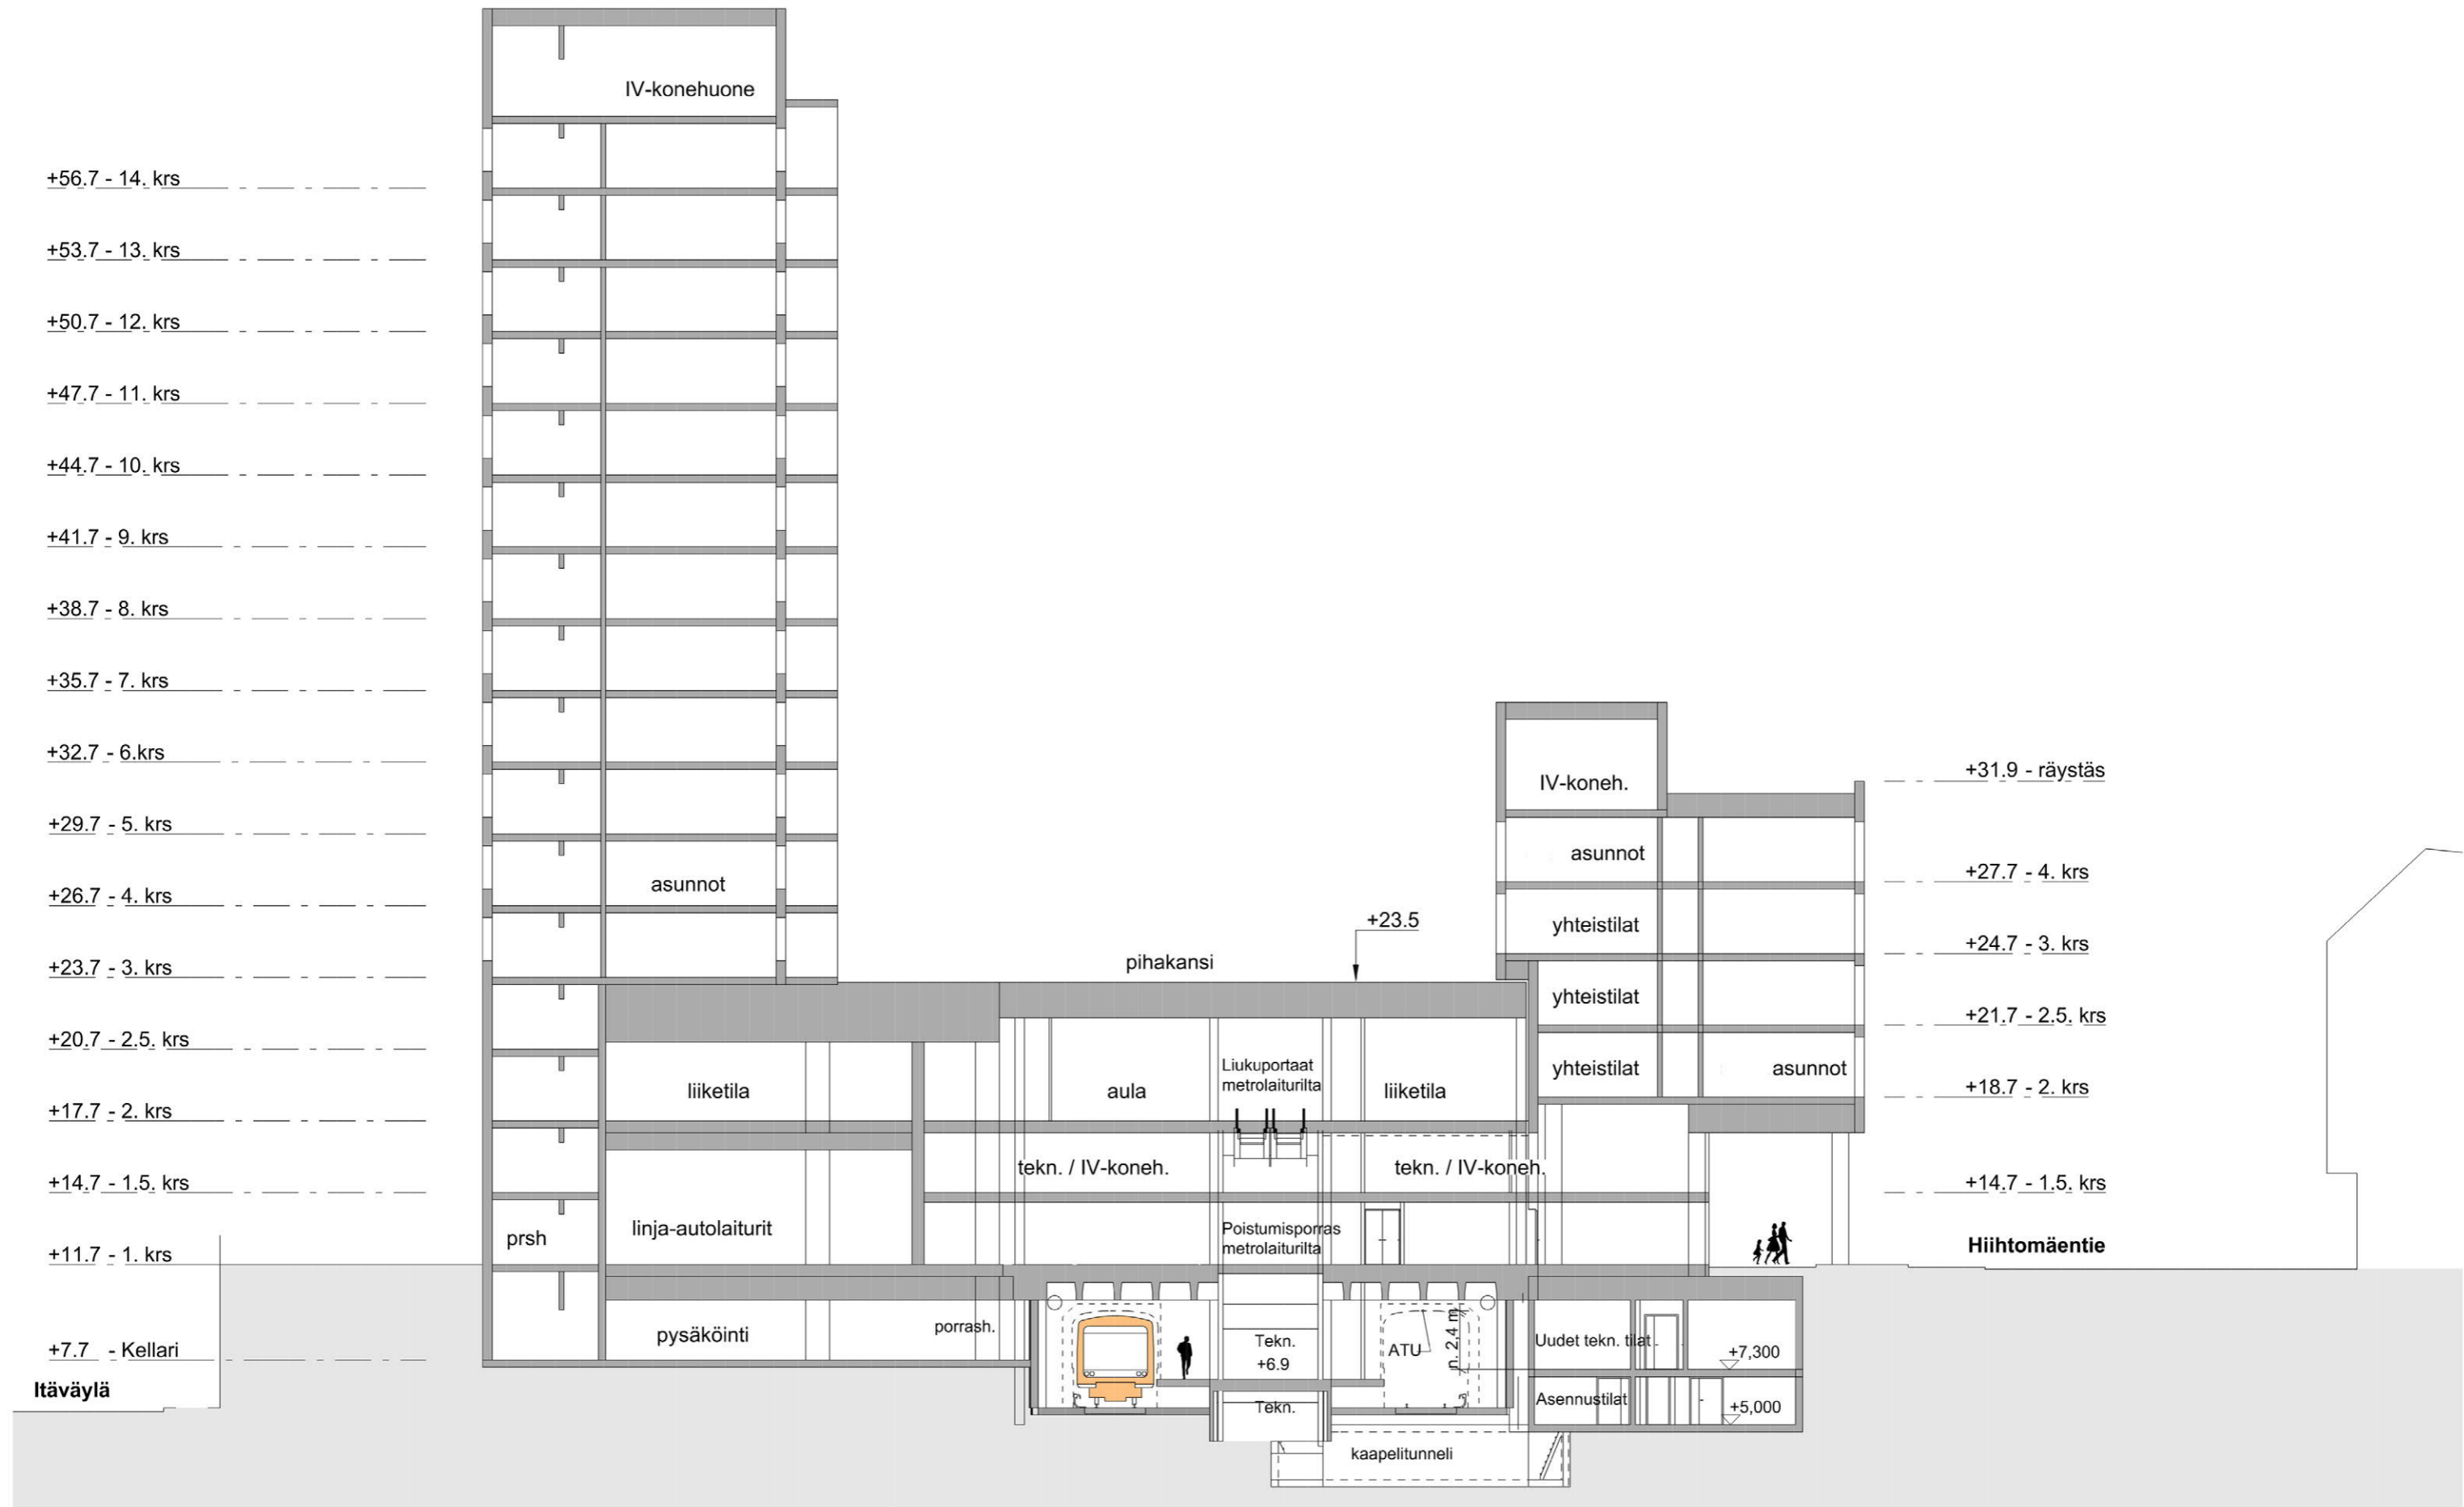 IV-konehuone
+56.7 - 14. krs
+53.7 - 13. krs
+50.7 - 12. krs
+47.7 - 11. krs
+44.7 - 10. krs
+41.7 - 9. krs
+38.7 - 8. krs
+35.7 - 7. krs
+32.7 - 6.krs
+29.7 - 5. krs
+26.7 - 4. krs
+23.7 - 3. krs
+20.7 - 2.5. krs
+17.7 - 2. krs
+14.7 - 1.5. krs
+11.7 - 1. krs
+7.7 - Kellari
Itäväylä
asunnot
pihakansi
+23.5
liiketila
aula
Liukuportaat
metrolaiturilta
liiketila
tekn. / IV-koneh.
tekn. / IV-koneh.
prsh
linja-autolaiturit
Poistumisporras
metrolaiturilta
pysäköinti
porrash.
Tekn.
+6.9
ATU
n. 2,4 m
Tekn.
kaapelitunneli
Uudet tekn. tilat
+7,300
Asennustilat
+5,000
IV-koneh.
asunnot
yhteistilat
yhteistilat
yhteistilat
asunnot
+31.9 - räystäs
+27.7 - 4. krs
+24.7 - 3. krs
+21.7 - 2.5. krs
+18.7 - 2. krs
+14.7 - 1.5. krs
Hiihtomäentie